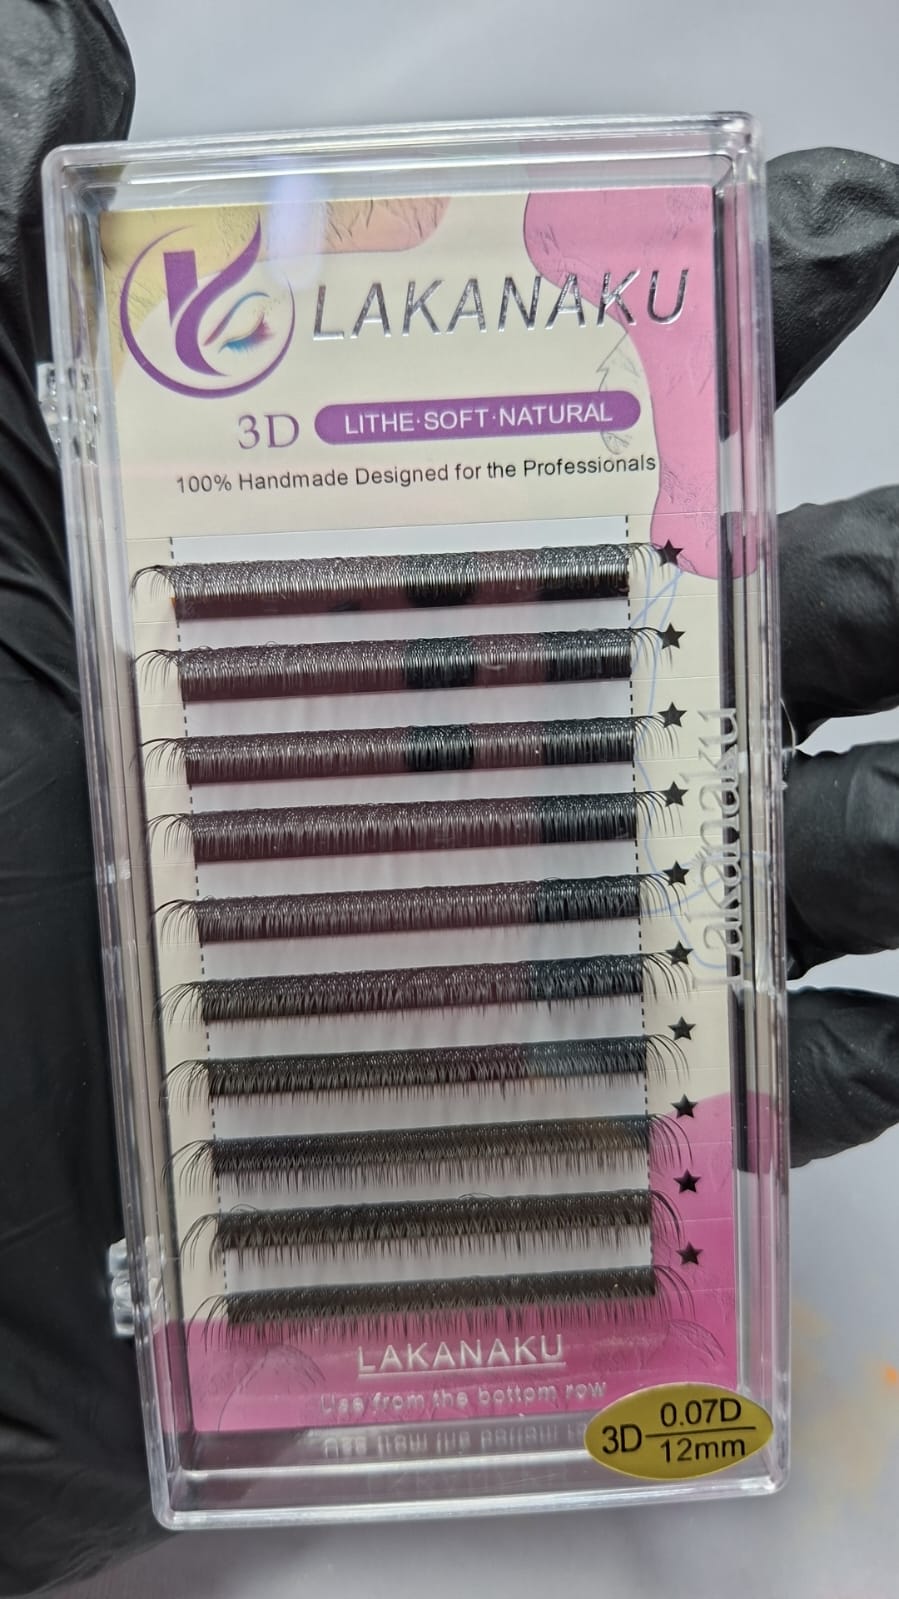 LAKANAKU
3D LITHE·SOFT·NATURAL
100% Handmade Designed for the Professionals
Lakanaku
LAKANAKU
Use from the bottom row
3D 0.07D
12mm